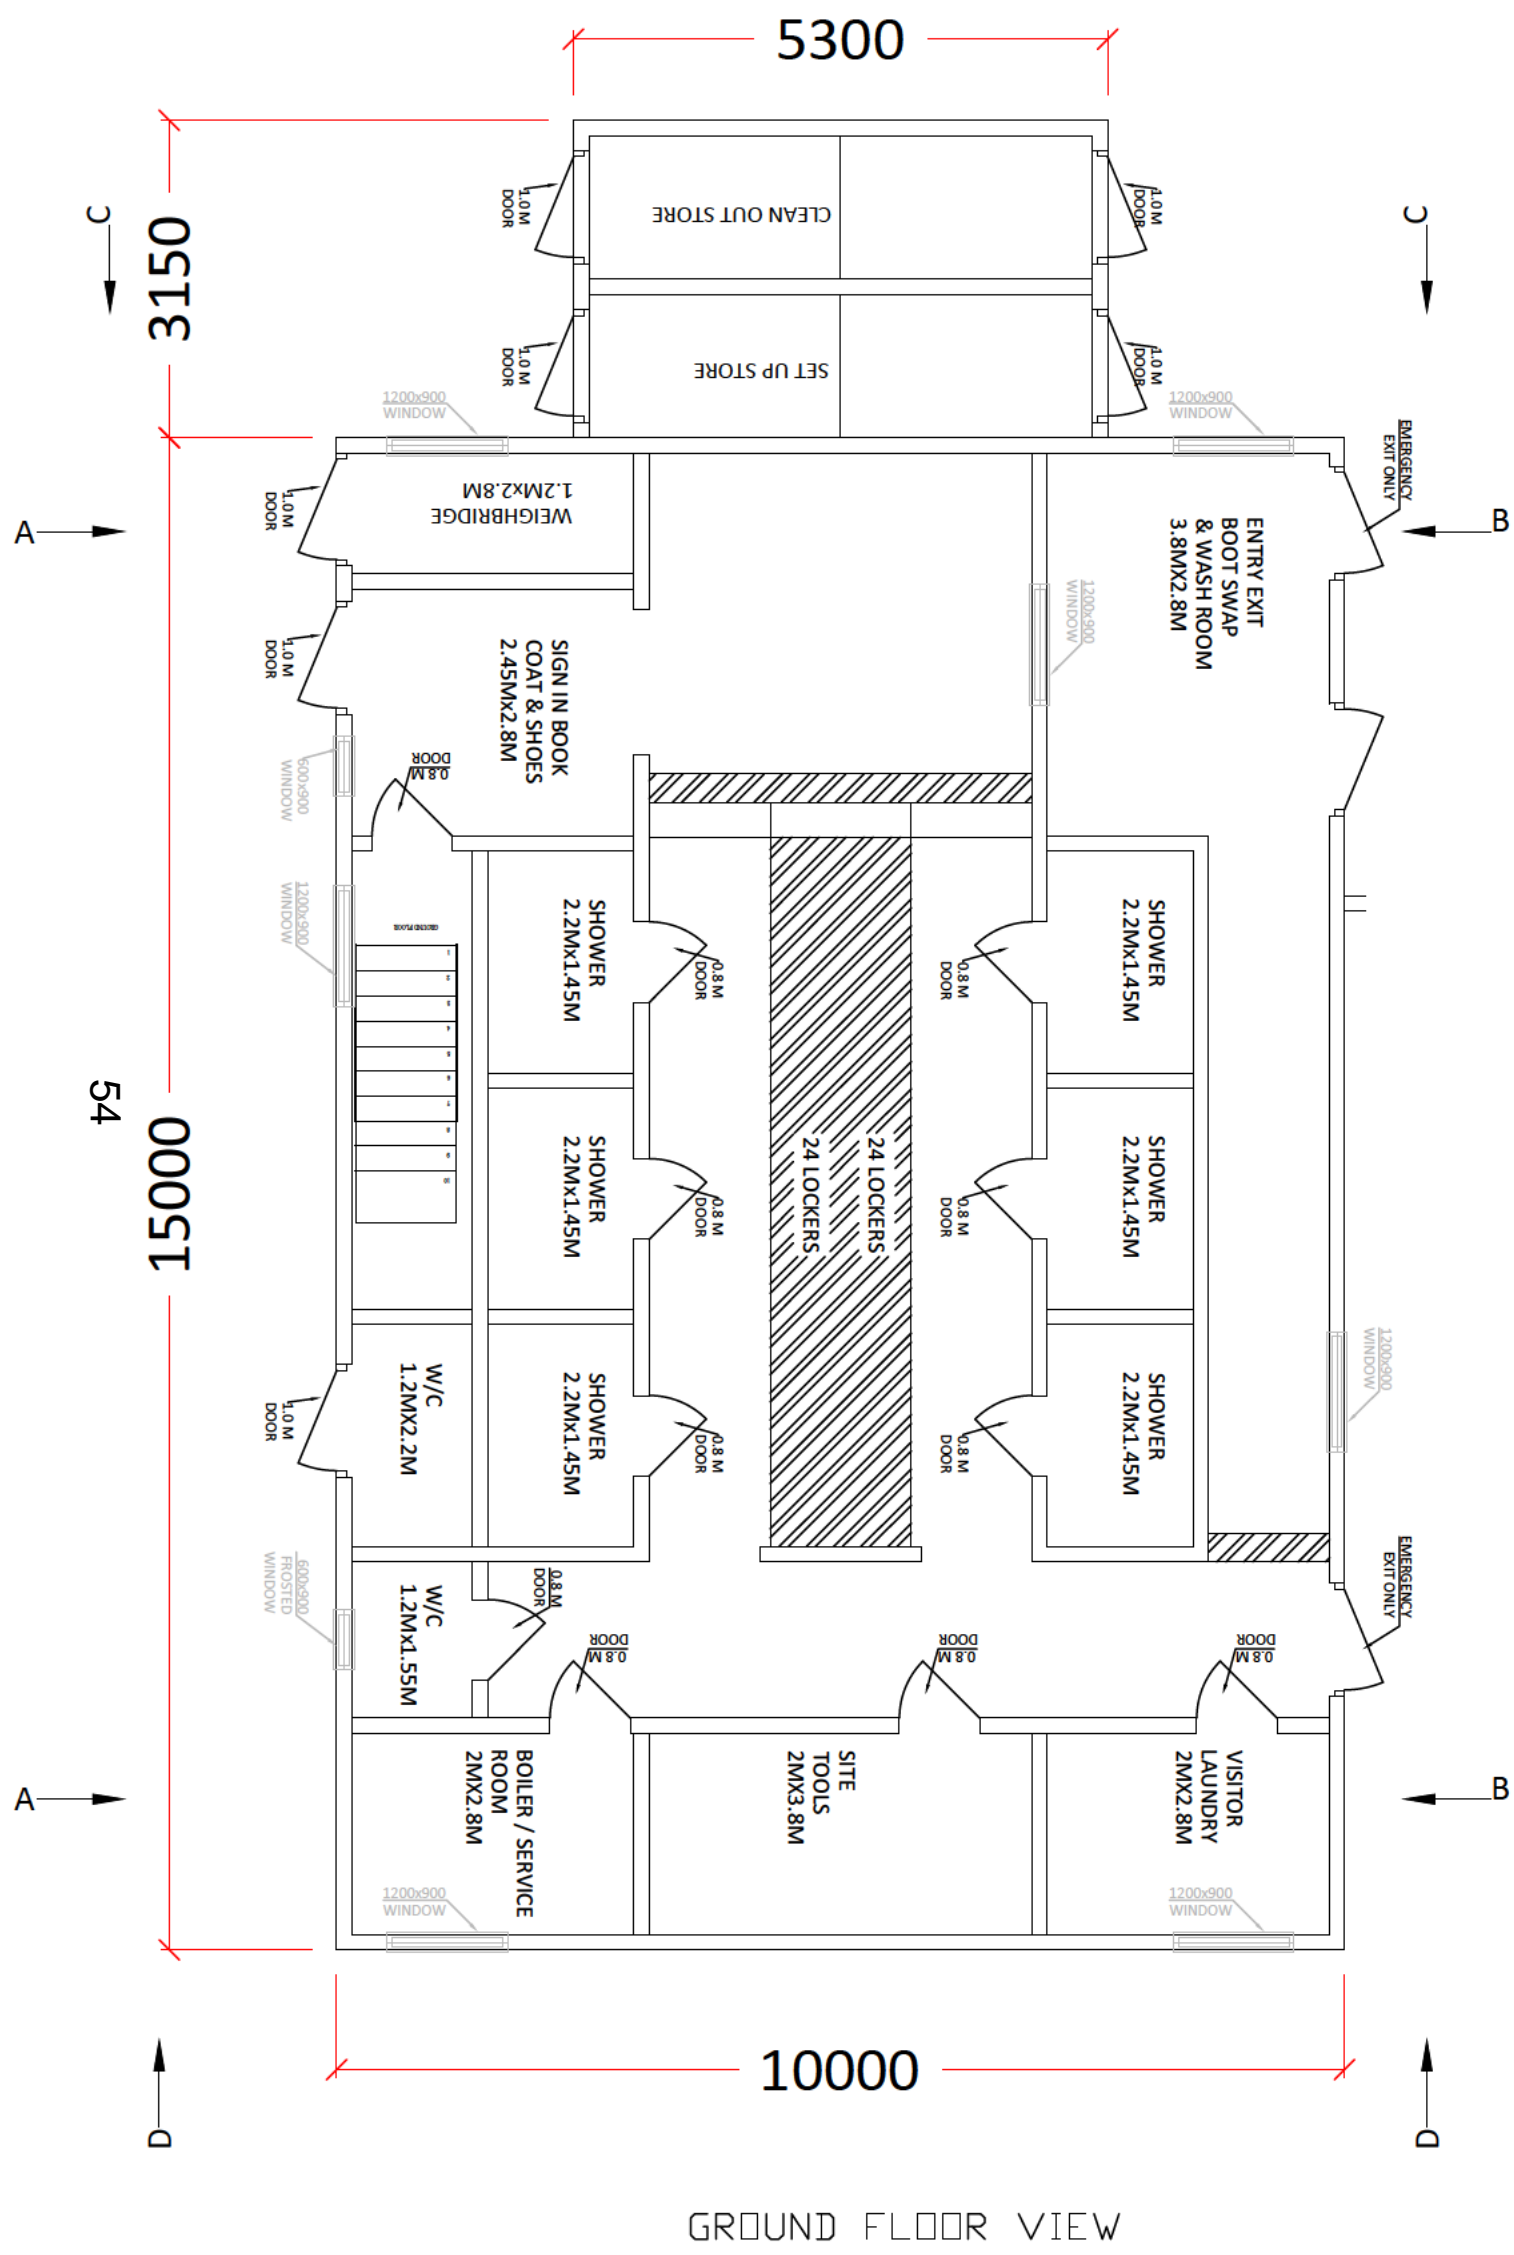 5300
3150
C
C
1.0 M
DOOR
CLEAN OUT STORE
1.0 M
DOOR
1.0 M
DOOR
SET UP STORE
1.0 M
DOOR
1200x900
WINDOW
1200x900
WINDOW
EMERGENCY
EXIT ONLY
A
B
1.0 M
DOOR
WEIGHBRIDGE
1.2Mx2.8M
ENTRY EXIT
BOOT SWAP
& WASH ROOM
3.8MX2.8M
1200x900
WINDOW
1.0 M
DOOR
SIGN IN BOOK
COAT & SHOES
2.45Mx2.8M
0.8 M
DOOR
600x900
WINDOW
1200x900
WINDOW
GROUND FLOOR
SHOWER
2.2Mx1.45M
0.8 M
DOOR
0.8 M
DOOR
SHOWER
2.2Mx1.45M
54
15000
SHOWER
2.2Mx1.45M
0.8 M
DOOR
24 LOCKERS
24 LOCKERS
0.8 M
DOOR
SHOWER
2.2Mx1.45M
1200x900
WINDOW
1.0 M
DOOR
W/C
1.2MX2.2M
SHOWER
2.2Mx1.45M
0.8 M
DOOR
0.8 M
DOOR
SHOWER
2.2Mx1.45M
600x900
FROSTED
WINDOW
W/C
1.2Mx1.55M
0.8 M
DOOR
EMERGENCY
EXIT ONLY
0.8 M
DOOR
0.8 M
DOOR
0.8 M
DOOR
A
B
BOILER / SERVICE
ROOM
2MX2.8M
SITE
TOOLS
2MX3.8M
VISITOR
LAUNDRY
2MX2.8M
1200x900
WINDOW
1200x900
WINDOW
10000
D
D
GROUND FLOOR VIEW